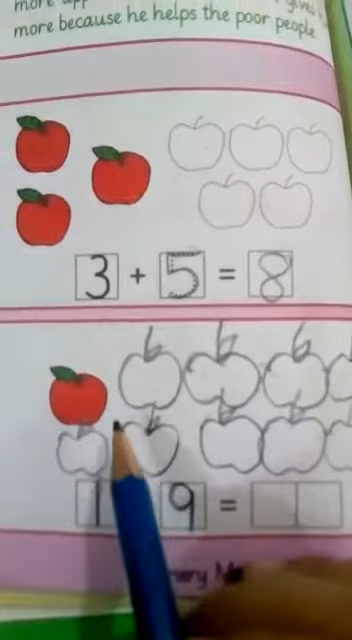 more because he helps the poor people
3 + 5 = 8
1 9 =